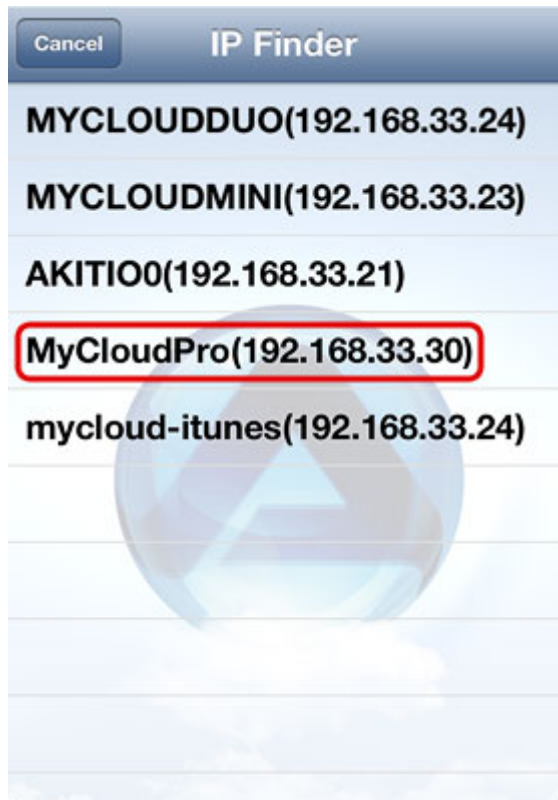 Cancel IP Finder
MYCLOUDDUO(192.168.33.24)
MYCLOUDMINI(192.168.33.23)
AKITIO0(192.168.33.21)
MyCloudPro(192.168.33.30)
mycloud-itunes(192.168.33.24)